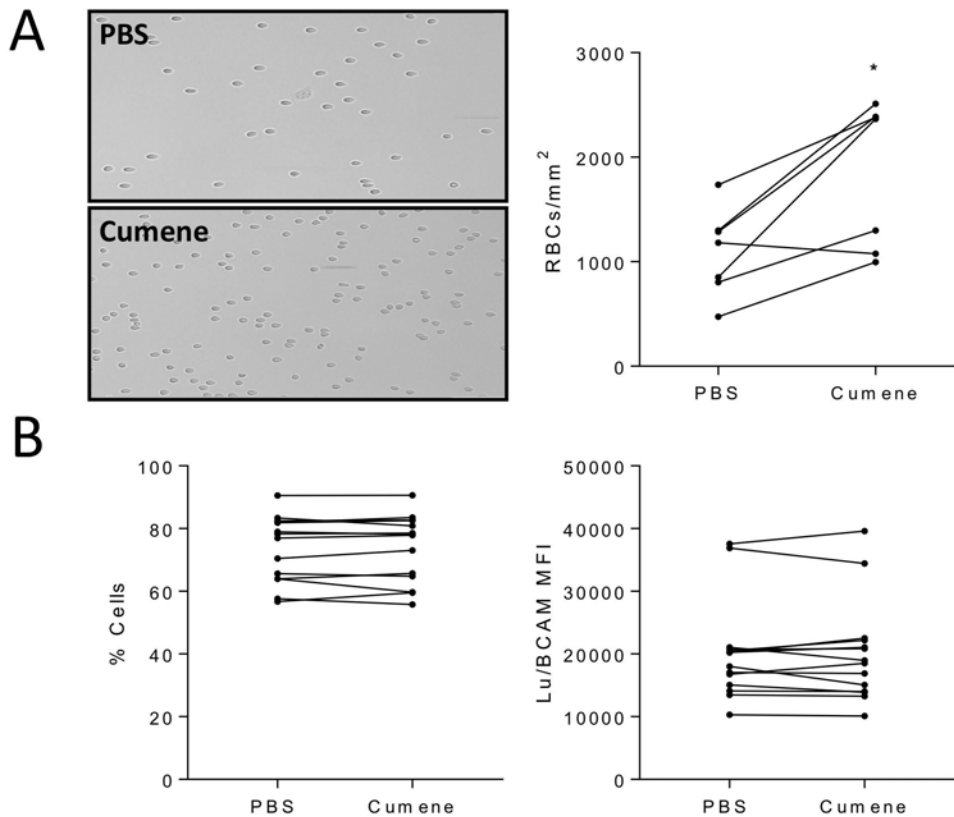 A
PBS
Cumene
RBCs/mm²
3000
2000
1000
0
*
PBS
Cumene
B
% Cells
100
80
60
40
20
0
PBS
Cumene
Lu/BCAM MFI
50000
40000
30000
20000
10000
0
PBS
Cumene